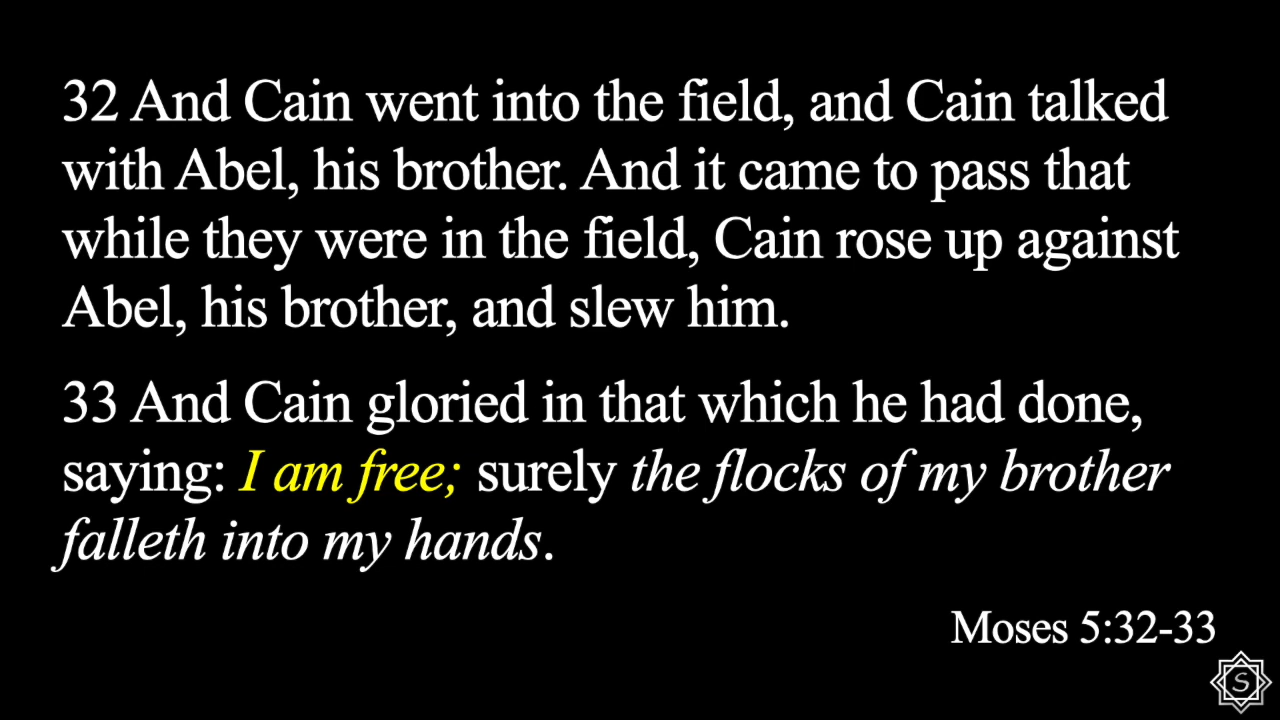 32 And Cain went into the field, and Cain talked
with Abel, his brother. And it came to pass that
while they were in the field, Cain rose up against
Abel, his brother, and slew him.
33 And Cain gloried in that which he had done,
saying: I am free; surely the flocks of my brother
falleth into my hands.
Moses 5:32-33
S